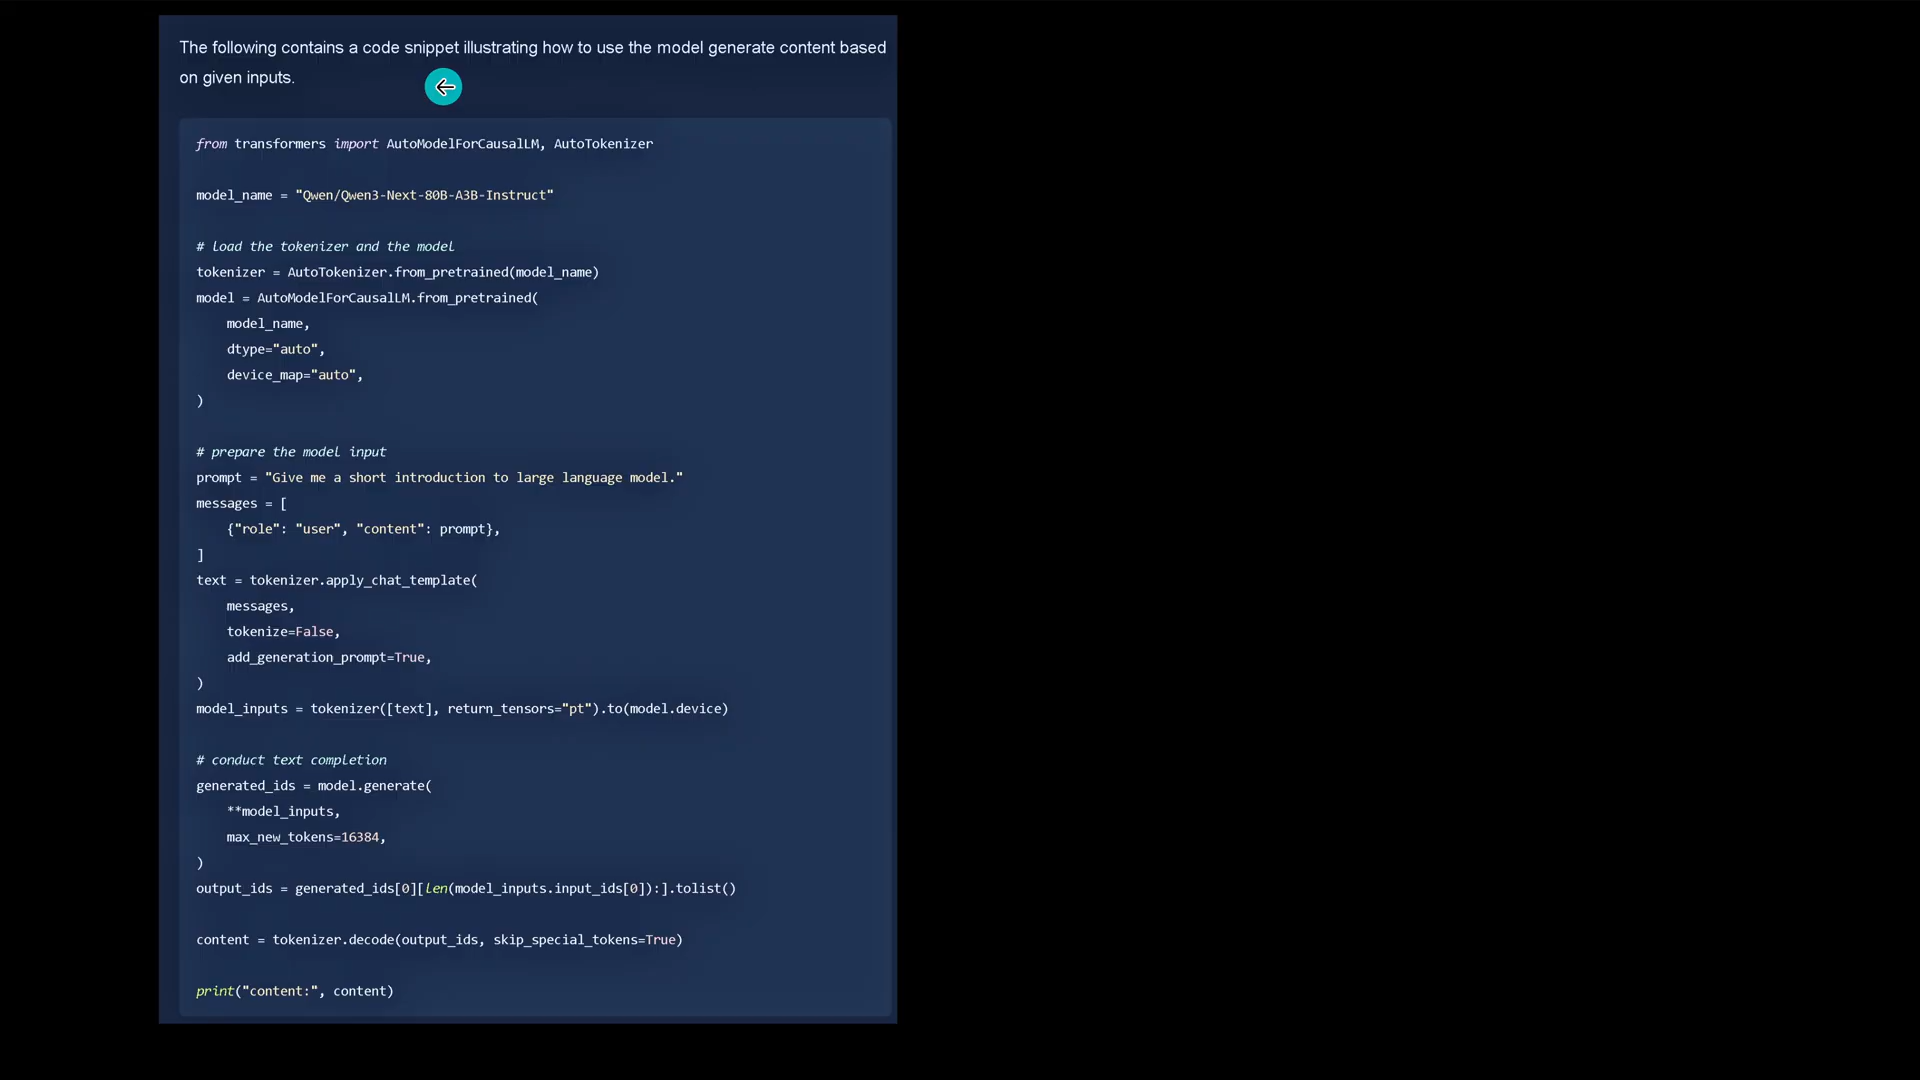 The following contains a code snippet illustrating how to use the model generate content based
on given inputs.
from transformers import AutoModelForCausalLM, AutoTokenizer
model_name = "Qwen/Qwen3-Next-80B-A3B-Instruct"
# load the tokenizer and the model
tokenizer = AutoTokenizer.from_pretrained(model_name)
model = AutoModelForCausalLM.from_pretrained(
    model_name,
    dtype="auto",
    device_map="auto",
)
# prepare the model input
prompt = "Give me a short introduction to large language model."
messages = [
    {"role": "user", "content": prompt},
]
text = tokenizer.apply_chat_template(
    messages,
    tokenize=False,
    add_generation_prompt=True,
)
model_inputs = tokenizer([text], return_tensors="pt").to(model.device)
# conduct text completion
generated_ids = model.generate(
    **model_inputs,
    max_new_tokens=16384,
)
output_ids = generated_ids[0][len(model_inputs.input_ids[0]):].tolist()
content = tokenizer.decode(output_ids, skip_special_tokens=True)
print("content:", content)